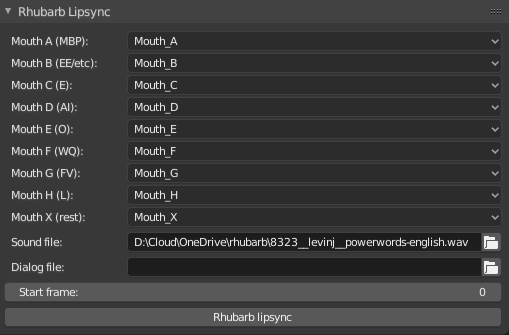 Rhubarb Lipsync
Mouth A (MBP): Mouth_A
Mouth B (EE/etc): Mouth_B
Mouth C (E): Mouth_C
Mouth D (AI): Mouth_D
Mouth E (O): Mouth_E
Mouth F (WQ): Mouth_F
Mouth G (FV): Mouth_G
Mouth H (L): Mouth_H
Mouth X (rest): Mouth_X
Sound file: D:\Cloud\OneDrive\rhubarb\8323__levinj__powerwords-english.wav
Dialog file:
Start frame: 0
Rhubarb lipsync